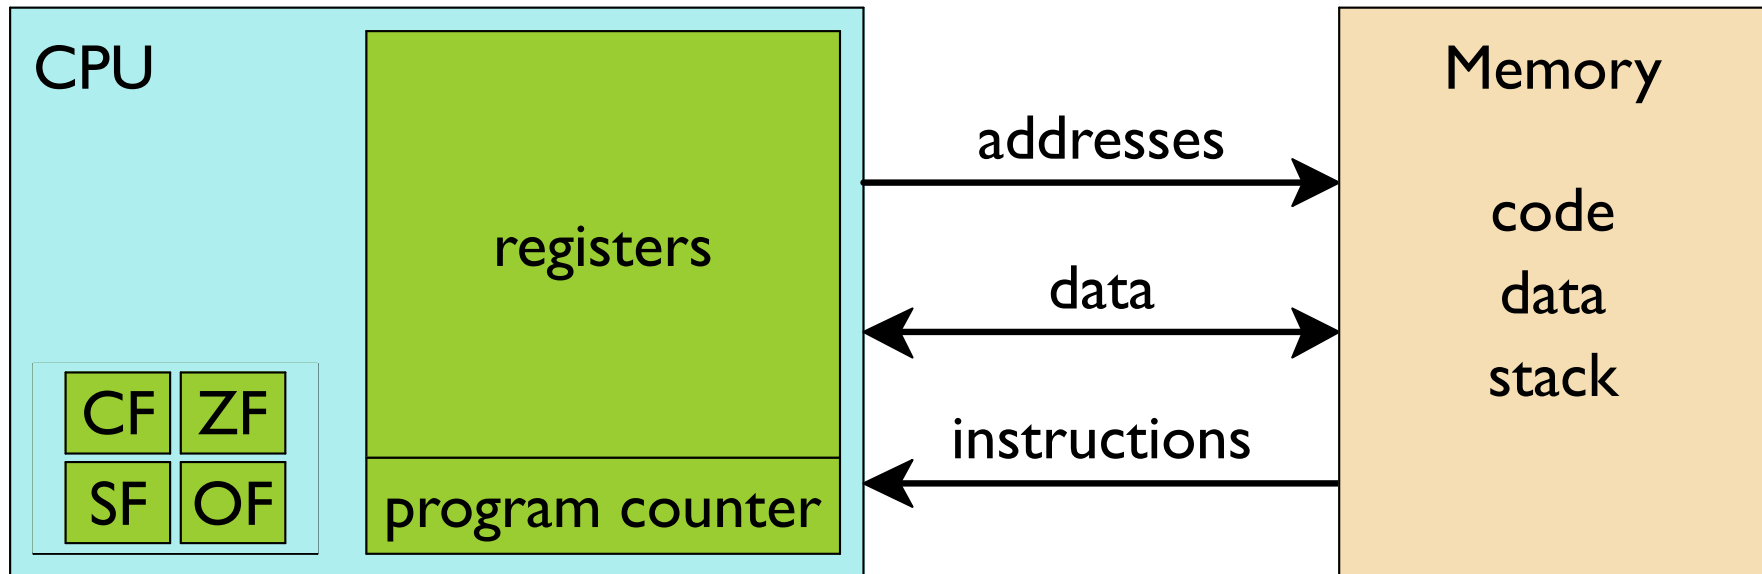 CPU
registers
program counter
CF ZF
SF OF
addresses
data
instructions
Memory
code
data
stack